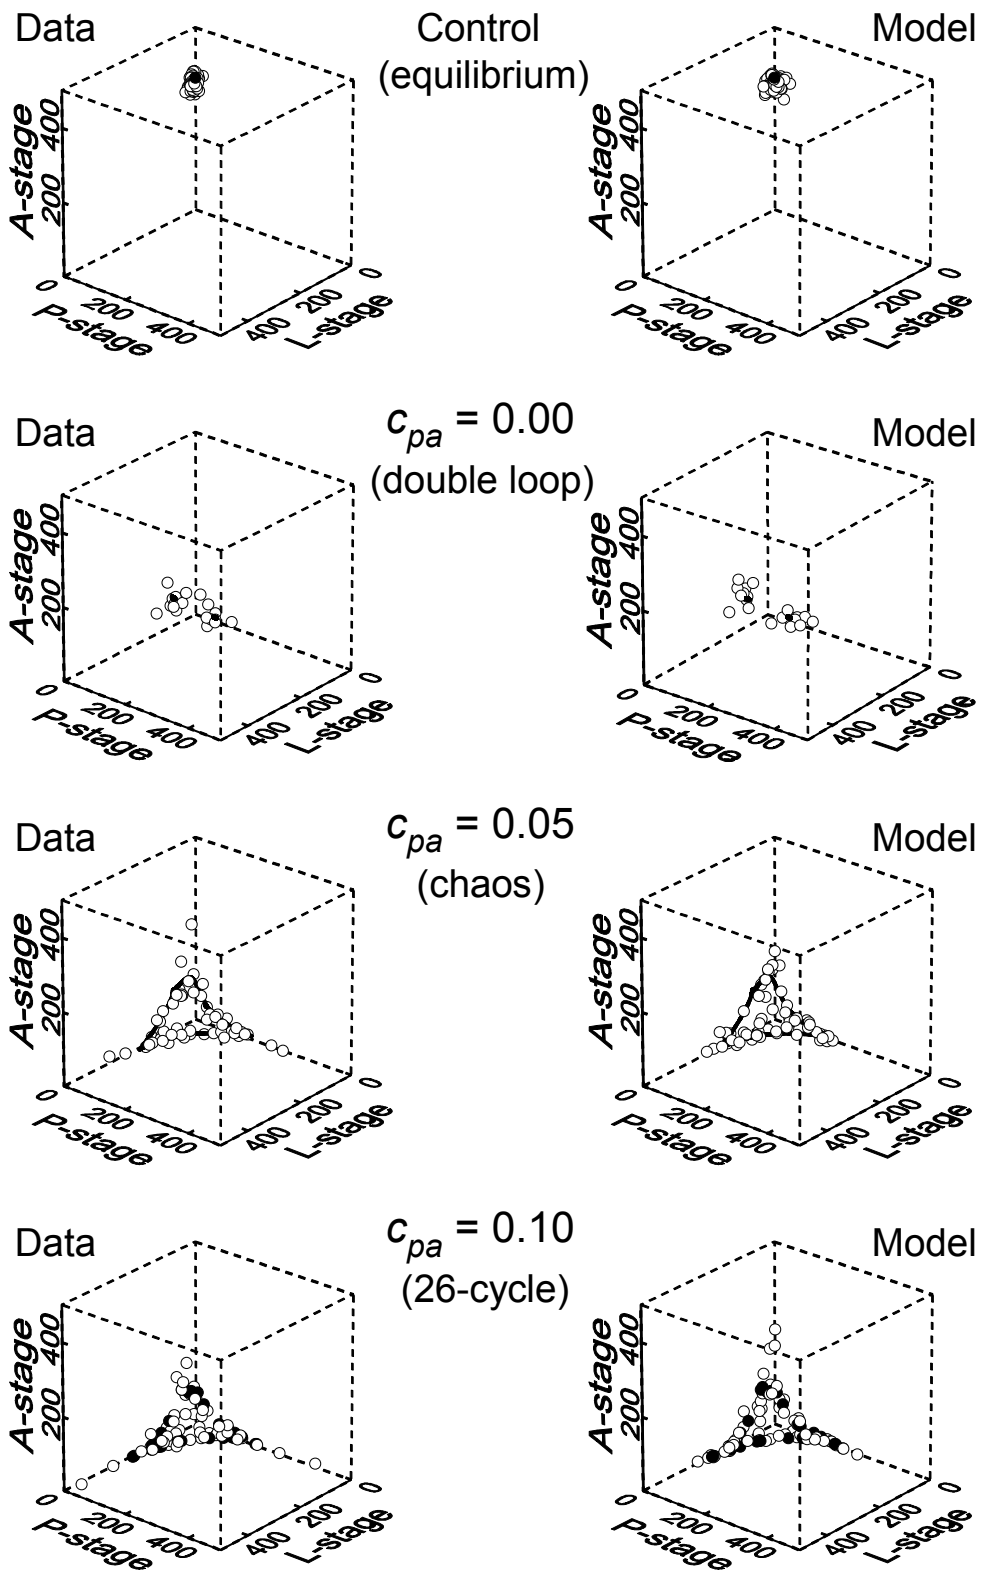 Data
Control
Model
(equilibrium)
A-stage
200
400
0
200
400
P-stage
400
200
0
L-stage
A-stage
200
400
0
200
400
P-stage
400
200
0
L-stage
Data
c_pa = 0.00
Model
(double loop)
A-stage
200
400
0
200
400
P-stage
400
200
0
L-stage
A-stage
200
400
0
200
400
P-stage
400
200
0
L-stage
Data
c_pa = 0.05
Model
(chaos)
A-stage
200
400
0
200
400
P-stage
400
200
0
L-stage
A-stage
200
400
0
200
400
P-stage
400
200
0
L-stage
Data
c_pa = 0.10
Model
(26-cycle)
A-stage
200
400
0
200
400
P-stage
400
200
0
L-stage
A-stage
200
400
0
200
400
P-stage
400
200
0
L-stage